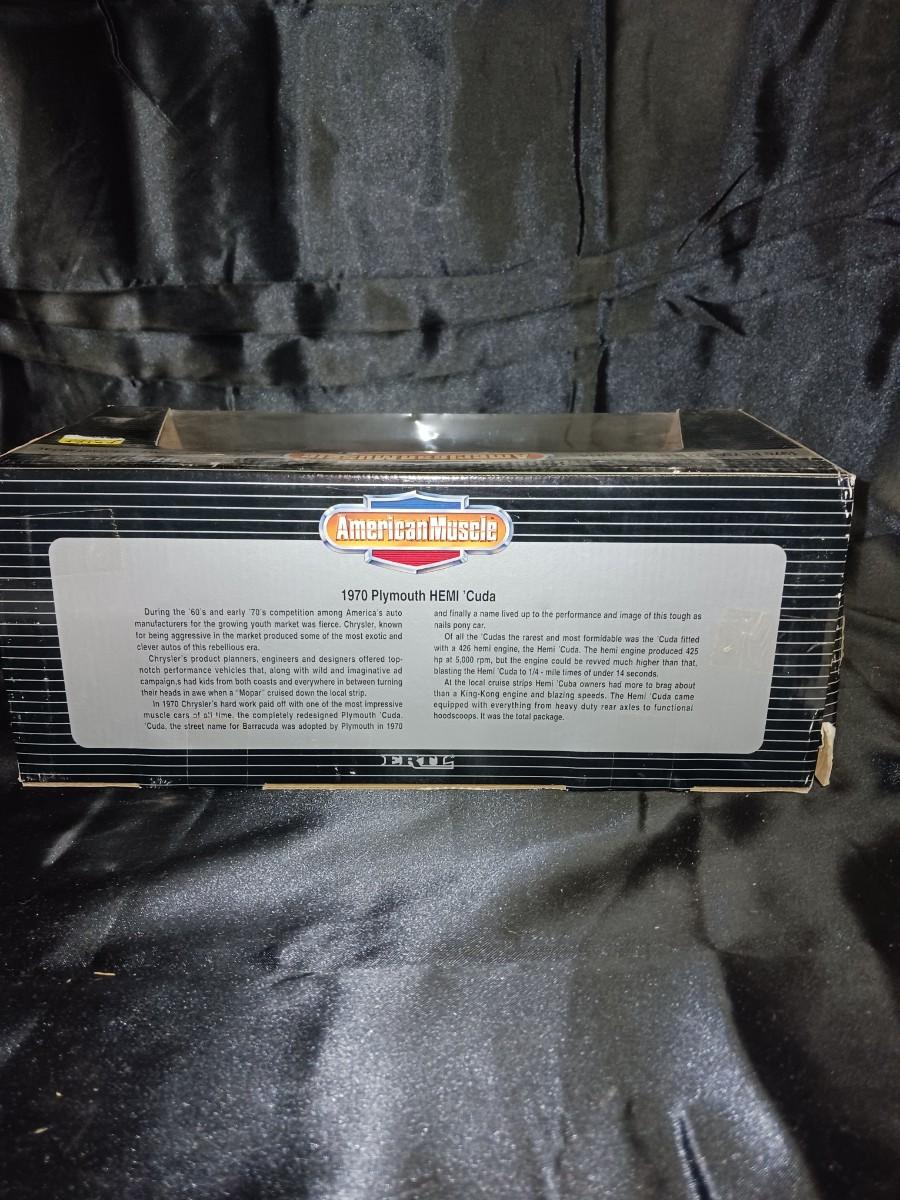 American Muscle
1970 Plymouth HEMI 'Cuda
During the '60's and early '70's competition among America's auto
manufacturers for the growing youth market was fierce. Chrysler, known
for being aggressive in the market produced some of the most exotic and
clever autos of this rebellious era.
Chrysler's product planners, engineers and designers offered top-
notch performance vehicles that, along with wild and imaginative ad
campaign,s had kids from both coasts and everywhere in between turning
their heads in awe when a "Mopar" cruised down the local strip.
In 1970 Chrysler's hard work paid off with one of the most impressive
muscle cars of all time, the completely redesigned Plymouth 'Cuda.
'Cuda, the street name for Barracuda was adopted by Plymouth in 1970
and finally a name lived up to the performance and image of this tough as
nails pony car.
Of all the 'Cudas the rarest and most formidable was the 'Cuda fitted
with a 426 hemi engine, the Hemi 'Cuda. The hemi engine produced 425
hp at 5,000 rpm, but the engine could be revved much higher than that,
blasting the Hemi 'Cuda to 1/4 - mile times of under 14 seconds.
At the local cruise strips Hemi 'Cuba owners had more to brag about
than a King-Kong engine and blazing speeds. The Hemi 'Cuda came
equipped with everything from heavy duty rear axles to functional
hoodscoops. It was the total package.
ERTL